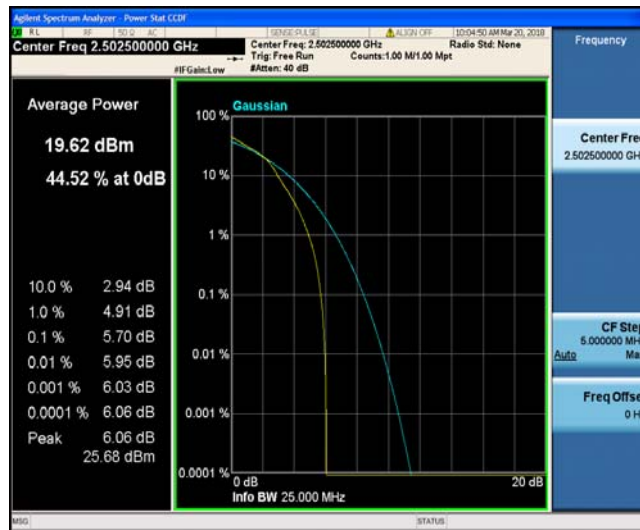 Agilent Spectrum Analyzer - Power Stat CCDF
RL RF 50 Ω AC SENSE:PULSE ALIGN OFF 10:04:50 AM Mar 20, 2018
Center Freq 2.502500000 GHz
Center Freq: 2.502500000 GHz Radio Std: None
Trig: Free Run Counts:1.00 M/1.00 Mpt
#IFGain:Low #Atten: 40 dB
Frequency
Average Power
19.62 dBm
44.52 % at 0dB
10.0 % 2.94 dB
1.0 % 4.91 dB
0.1 % 5.70 dB
0.01 % 5.95 dB
0.001 % 6.03 dB
0.0001 % 6.06 dB
Peak 6.06 dB
25.68 dBm
Gaussian
100 %
10 %
1 %
0.1 %
0.01 %
0.001 %
0.0001 %
0 dB 20 dB
Info BW 25.000 MHz
Center Fre
2.502500000 GH
CF Step
5.000000 MH
Auto Ma
Freq Offse
0 H
MSG STATUS